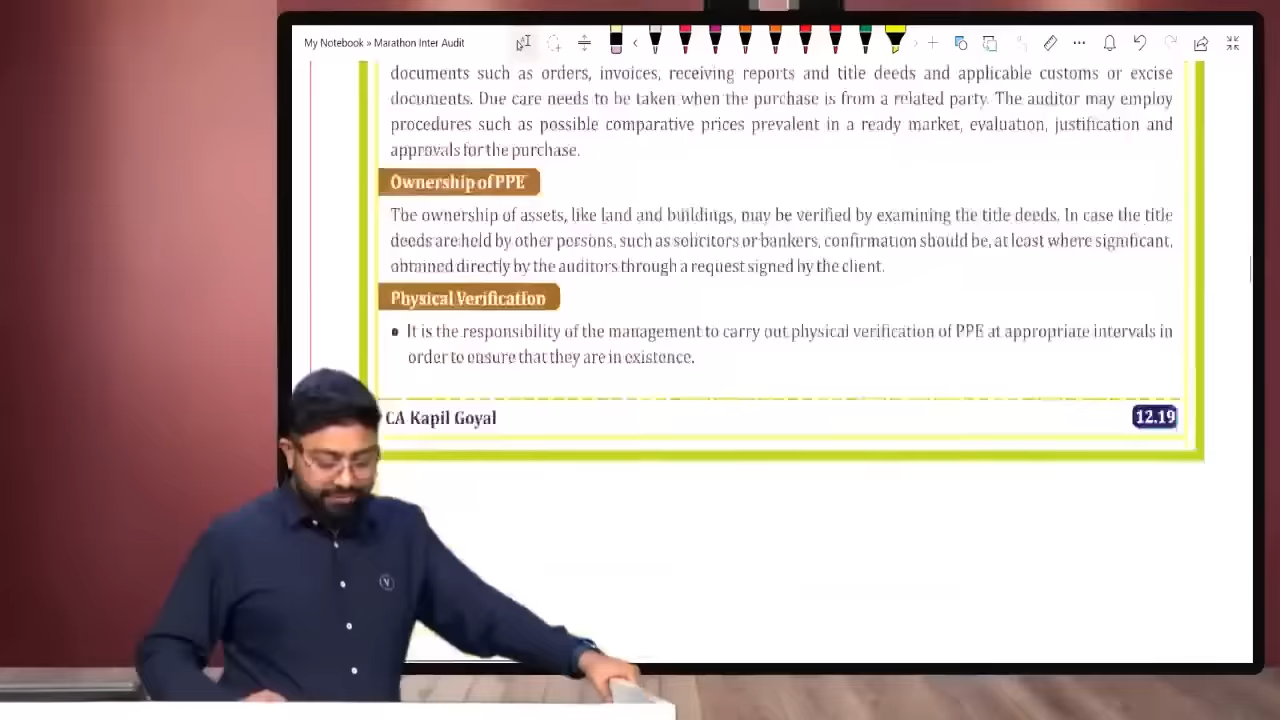 My Notebook » Marathon Inter Audit
documents such as orders, invoices, receiving reports and title deeds and applicable customs or excise
documents. Due care needs to be taken when the purchase is from a related party. The auditor may employ
procedures such as possible comparative prices prevalent in a ready market, evaluation, justification and
approvals for the purchase.
Ownership of PPE
The ownership of assets, like land and buildings, may be verified by examining the title deeds. In case the title
deeds are held by other persons, such as solicitors or bankers, confirmation should be, at least where significant,
obtained directly by the auditors through a request signed by the client.
Physical Verification
• It is the responsibility of the management to carry out physical verification of PPE at appropriate intervals in
order to ensure that they are in existence.
CA Kapil Goyal
12.19
V